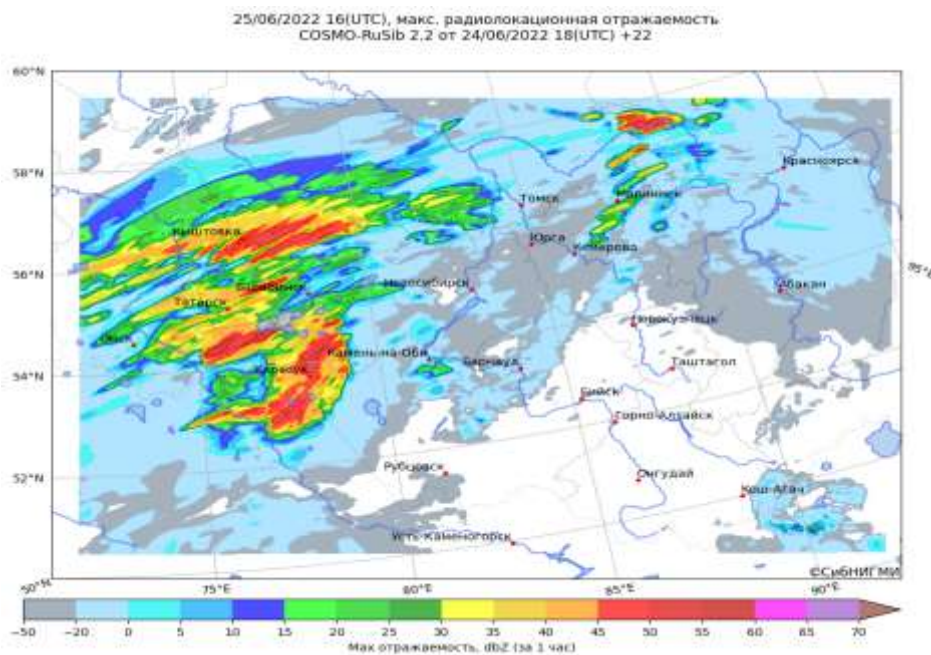 25/06/2022 16(UTC), макс. радиолокационная отражаемость
COSMO-RuSib 2.2 от 24/06/2022 18(UTC) +22
60°N
58°N
56°N
54°N
52°N
50°N
Красноярск
Томск
Кыштовка
Юрга
Кемерово
Новосибирск
Абакан
95°E
Татарск
Омск
Новокузнецк
Камень-на-Оби
Барнаул
Таштагол
Карасук
Бийск
Горно-Алтайск
Рубцовск
Онгудай
Кош-Агач
Усть-Каменогорск
©СибНИГМИ
75°E
80°E
85°E
90°E
−50 −20 0 5 10 15 20 25 30 35 40 45 50 55 60 65 70
Мах отражаемость, dbZ (за 1 час)